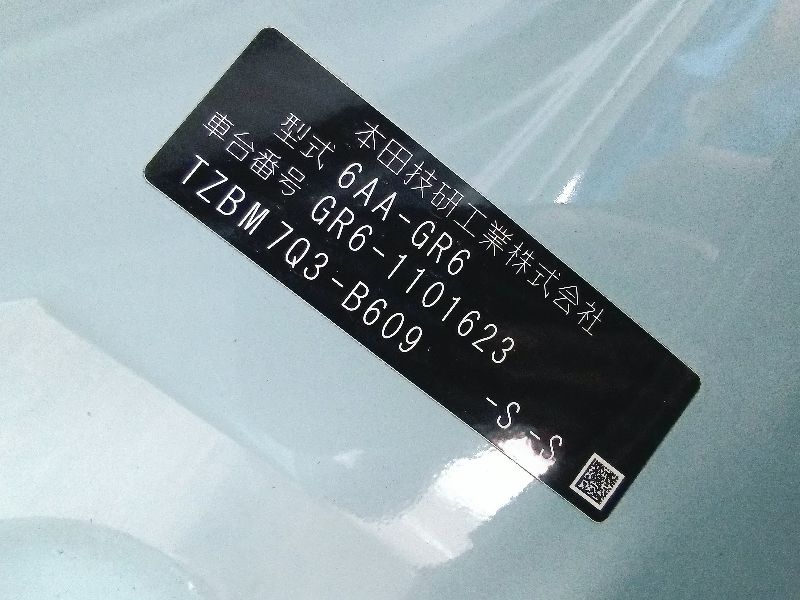 本田技研工業株式会社
型式 6AA-GR6
車台番号 GR6-1101623
TZBM 7Q3-B609
-S -S